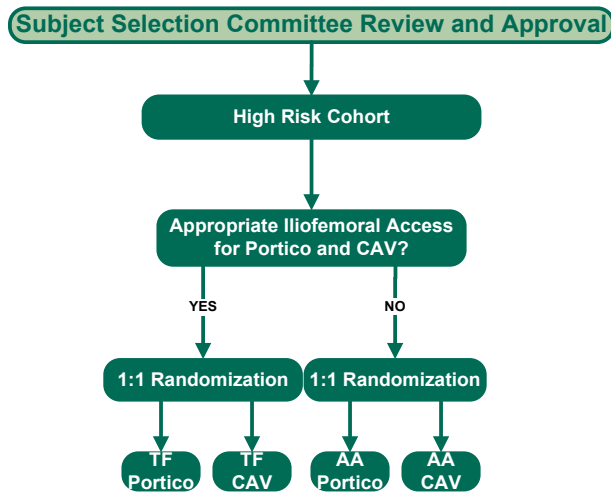 Subject Selection Committee Review and Approval
High Risk Cohort
Appropriate Iliofemoral Access
for Portico and CAV?
YES
NO
1:1 Randomization
1:1 Randomization
TF
Portico
TF
CAV
AA
Portico
AA
CAV